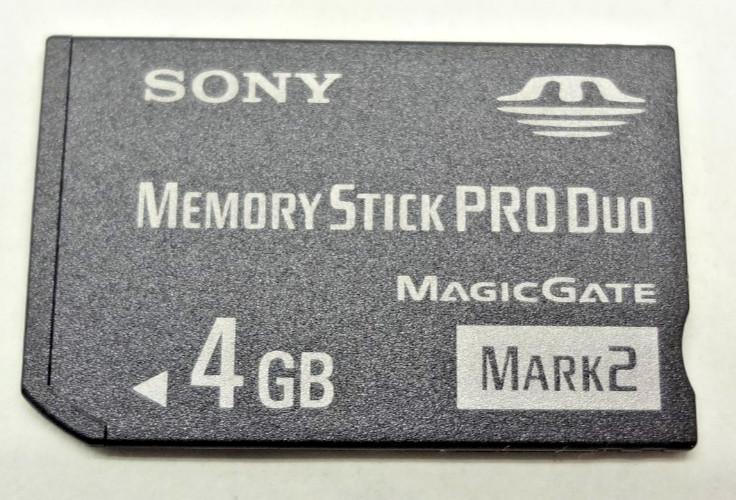 SONY
MEMORY STICK PRO DUO
MAGICGATE
4 GB
MARK2